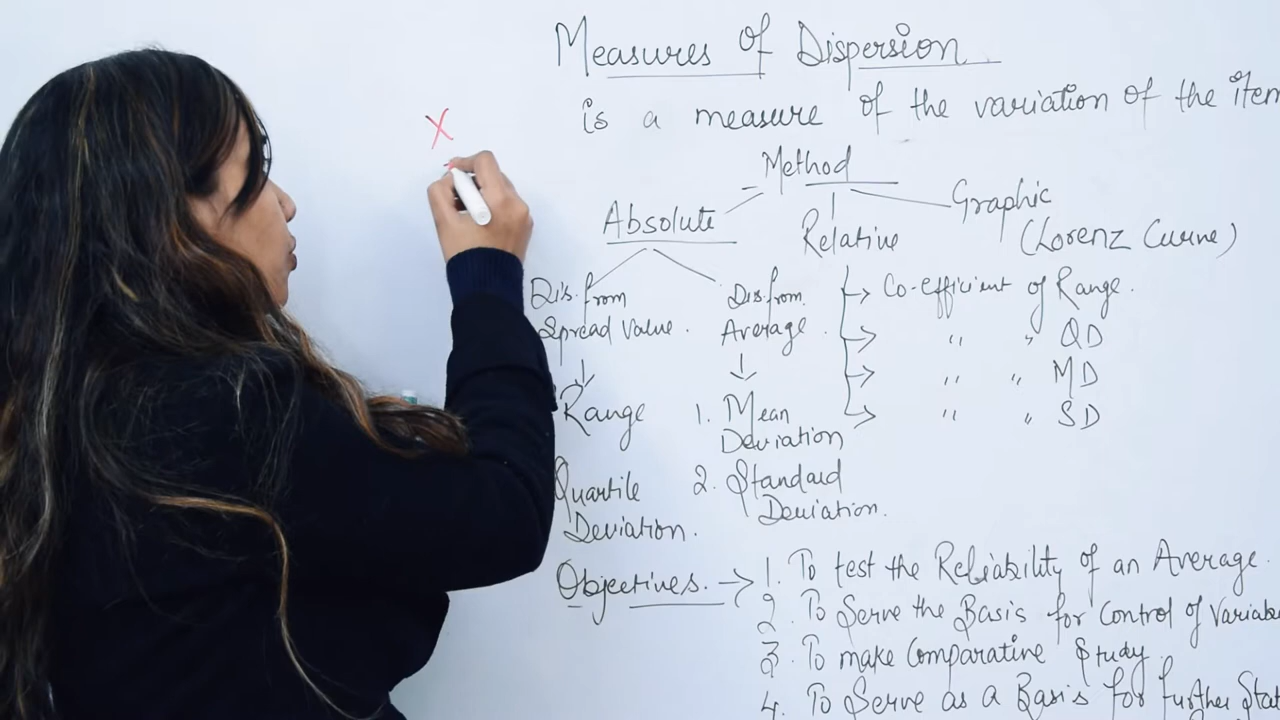 Measures of Dispersion
is a measure of the variation of the item
Method
Absolute
Relative
Graphic
(Lorenz Curve)
Dis. from
Spread Value.
Range
Quartile
Deviation.
Dis. from
Average.
1. Mean
Deviation
2. Standard
Deviation.
Co-efficient of Range.
" " QD
" " MD
" " SD
Objectives. → 1. To test the Reliability of an Average.
2. To Serve the Basis for Control of Variab
3. To make Comparative Study.
4. To Serve as a Basis for further Stat
X